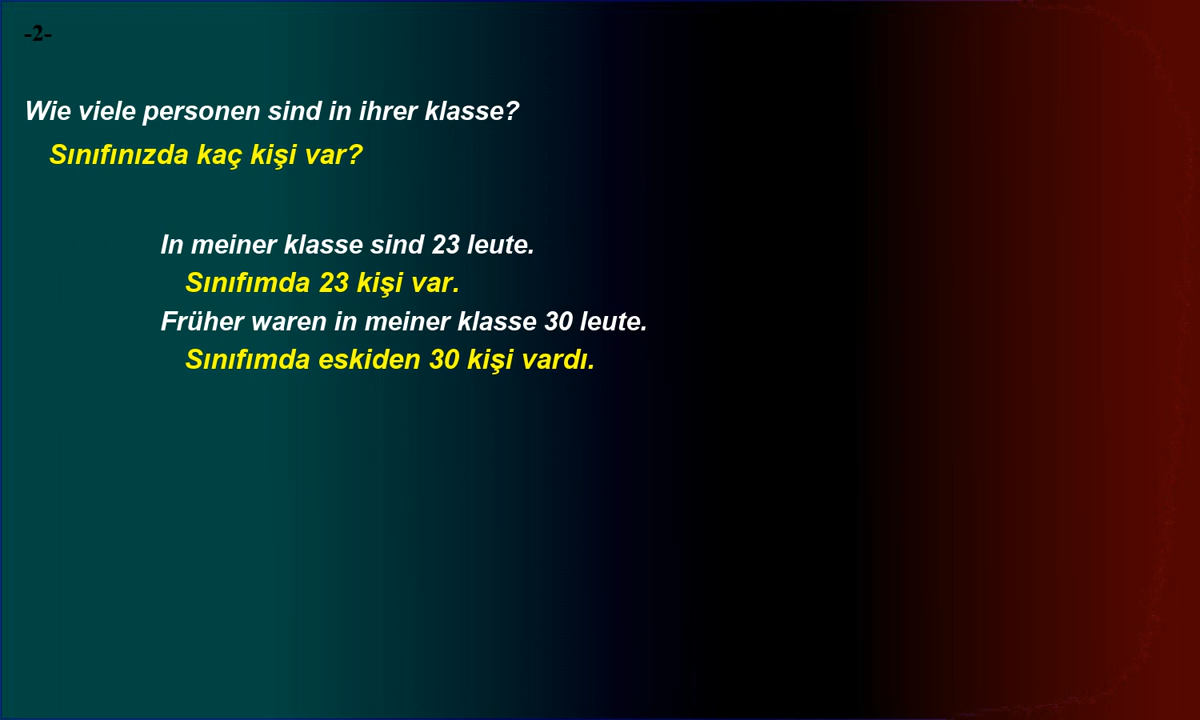 -2-
Wie viele personen sind in ihrer klasse?
Sınıfınızda kaç kişi var?
In meiner klasse sind 23 leute.
Sınıfımda 23 kişi var.
Früher waren in meiner klasse 30 leute.
Sınıfımda eskiden 30 kişi vardı.